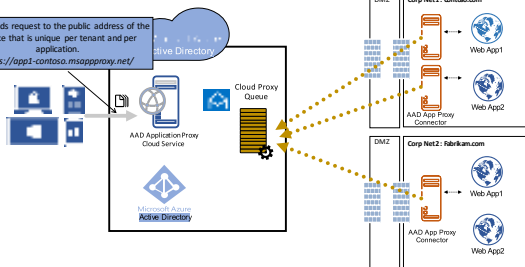 ds request to the public address of the
e that is unique per tenant and per
application.
s://app1-contoso.msappproxy.net/
ctive Directory
AAD Application Proxy
Cloud Service
Cloud Proxy
Queue
Microsoft Azure
Active Directory
DMZ
Corp Net1: Contoso.com
Web App1
Web App2
AAD App Proxy
Connector
DMZ
Corp Net2: Fabrikam.com
Web App1
AAD App Proxy
Connector
Web App2